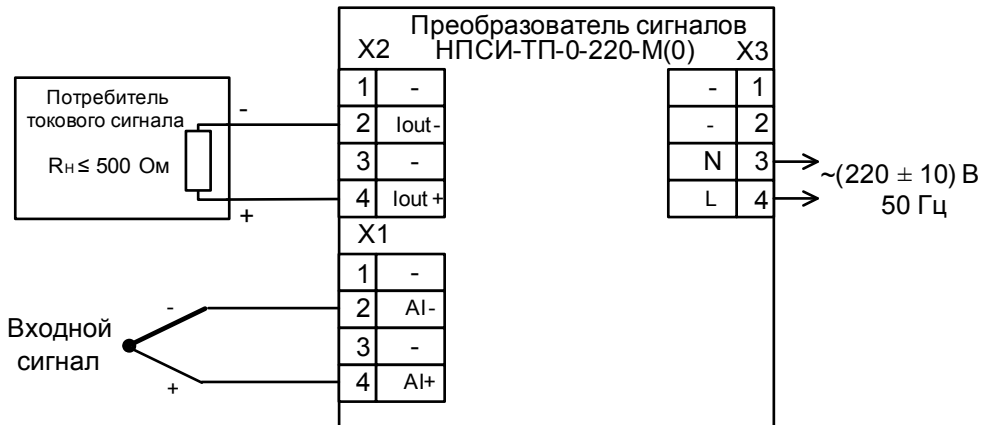 Преобразователь сигналов
НПСИ-ТП-0-220-М(0)
X2
X3
1 -
2 Iout-
3 -
4 Iout +
- 1
- 2
N 3
L 4
~(220 ± 10) В
50 Гц
Потребитель
токового сигнала
Rн ≤ 500 Ом
-
+
X1
1 -
2 AI-
3 -
4 AI+
Входной
сигнал
-
+